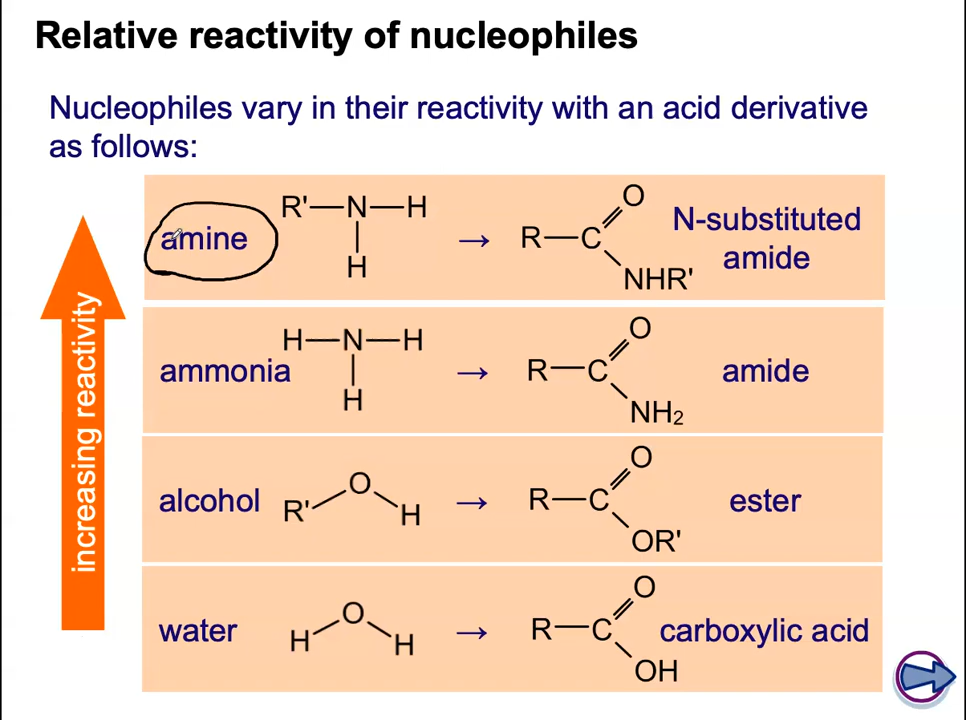 Relative reactivity of nucleophiles
Nucleophiles vary in their reactivity with an acid derivative
as follows:
increasing reactivity
amine
R'—N—H
H
→
R—C
O
NHR'
N-substituted
amide
ammonia
H—N—H
H
→
R—C
O
NH₂
amide
alcohol
R'
O
H
→
R—C
O
OR'
ester
water
H
O
H
→
R—C
O
OH
carboxylic acid